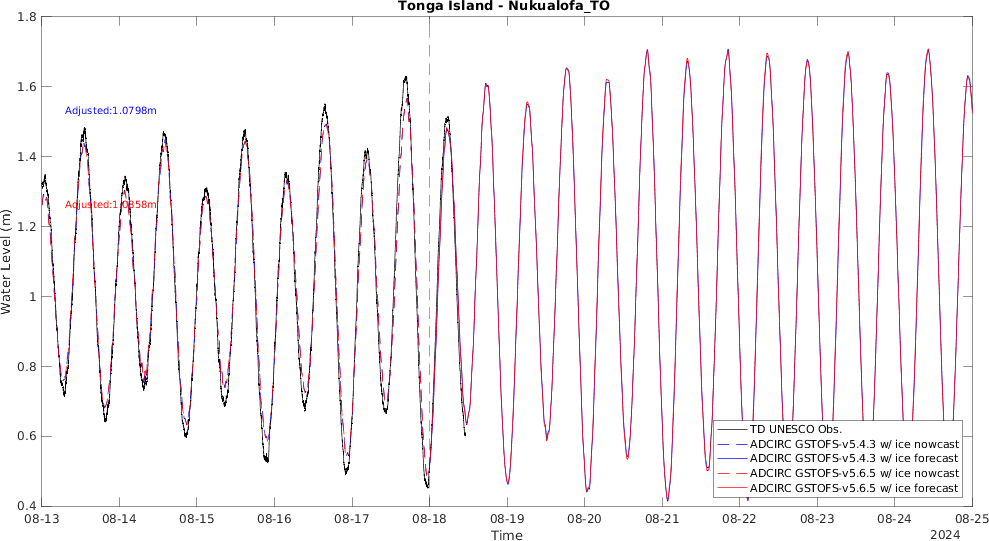 Tonga Island - Nukualofa_TO
1.8
1.6
1.4
1.2
1
0.8
0.6
0.4
Water Level (m)
Adjusted:1.0798m
Adjusted:1.0358m
TD UNESCO Obs.
ADCIRC GSTOFS-v5.4.3 w/ ice nowcast
ADCIRC GSTOFS-v5.4.3 w/ ice forecast
ADCIRC GSTOFS-v5.6.5 w/ ice nowcast
ADCIRC GSTOFS-v5.6.5 w/ ice forecast
08-13 08-14 08-15 08-16 08-17 08-18 08-19 08-20 08-21 08-22 08-23 08-24 08-25
Time
2024